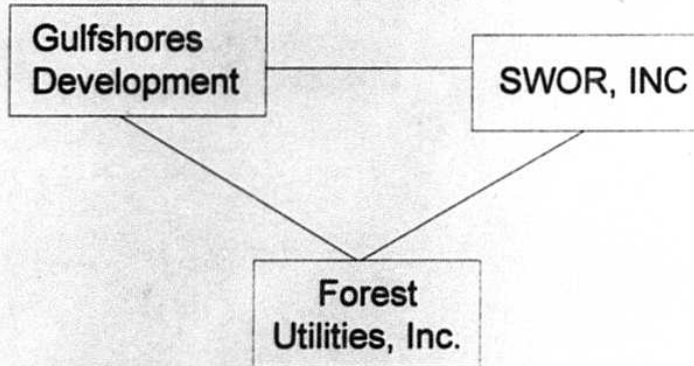 Gulfshores
Development
SWOR, INC
Forest
Utilities, Inc.